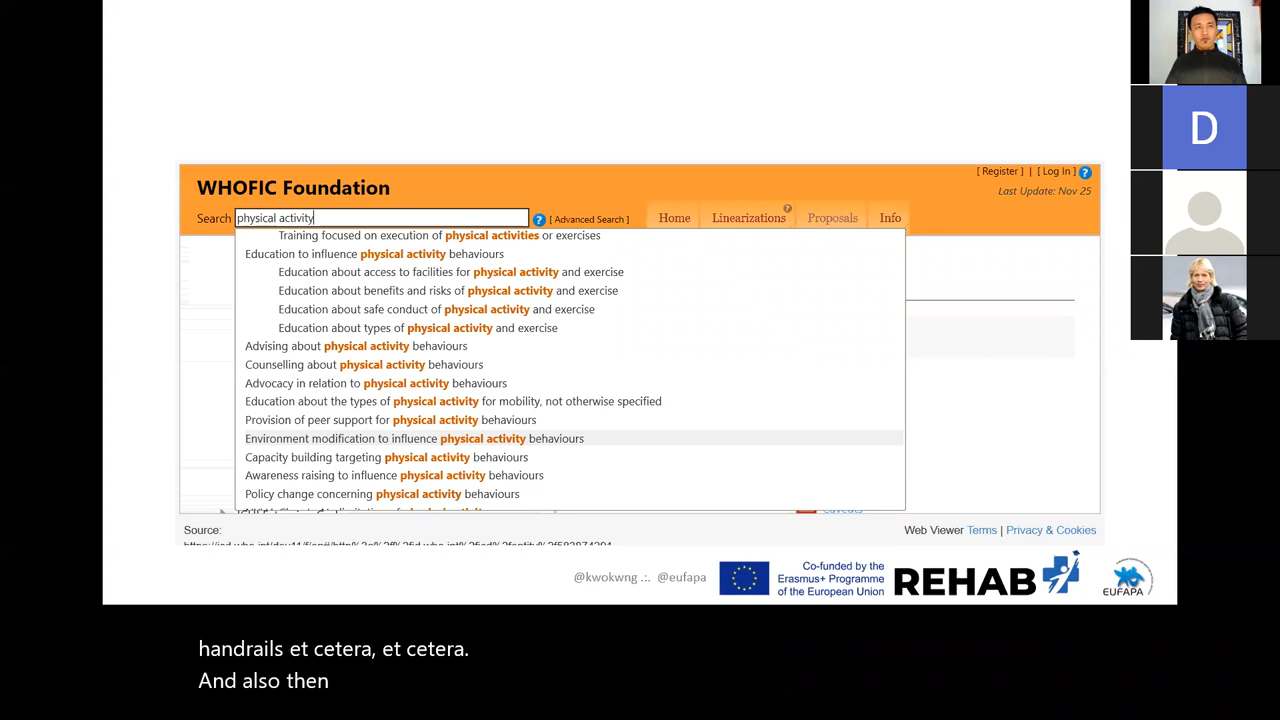 WHOFIC Foundation
[ Register ] | [ Log In ] ?
Last Update: Nov 25
Search physical activity ? [ Advanced Search ] Home Linearizations ? Proposals Info
Training focused on execution of physical activities or exercises
Education to influence physical activity behaviours
Education about access to facilities for physical activity and exercise
Education about benefits and risks of physical activity and exercise
Education about safe conduct of physical activity and exercise
Education about types of physical activity and exercise
Advising about physical activity behaviours
Counselling about physical activity behaviours
Advocacy in relation to physical activity behaviours
Education about the types of physical activity for mobility, not otherwise specified
Provision of peer support for physical activity behaviours
Environment modification to influence physical activity behaviours
Capacity building targeting physical activity behaviours
Awareness raising to influence physical activity behaviours
Policy change concerning physical activity behaviours
Source:
Web Viewer Terms | Privacy & Cookies
@kwokwng .:. @eufapa
Co-funded by the
Erasmus+ Programme
of the European Union
REHAB
EUFAPA
D
handrails et cetera, et cetera.
And also then